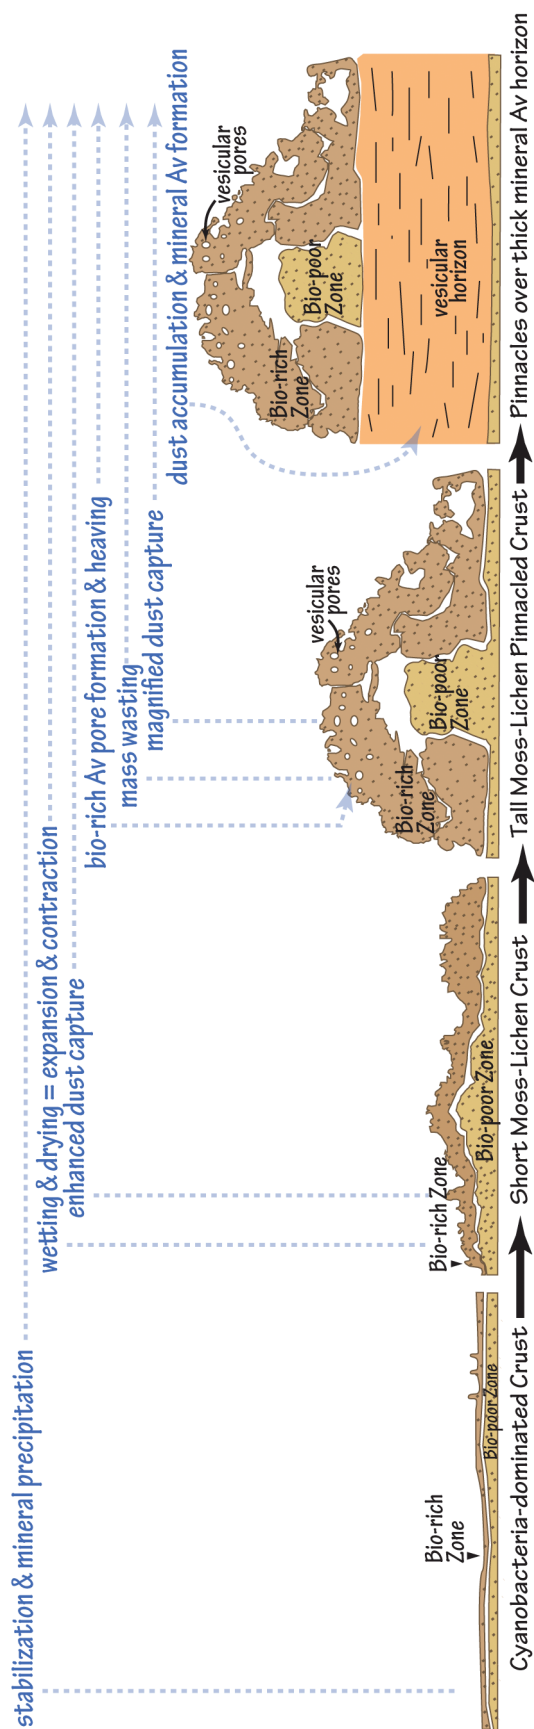 stabilization & mineral precipitation
wetting & drying = expansion & contraction
enhanced dust capture
bio-rich Av pore formation & heaving
mass wasting
magnified dust capture
dust accumulation & mineral Av formation
Bio-rich
Zone
Bio-poor Zone
Bio-rich Zone
Bio-poor Zone
vesicular
pores
Bio-rich
Zone
Bio-poor
Zone
vesicular
pores
Bio-rich
Zone
Bio-poor
Zone
vesicular
horizon
Cyanobacteria-dominated Crust
Short Moss-Lichen Crust
Tall Moss-Lichen Pinnacled Crust
Pinnacles over thick mineral Av horizon